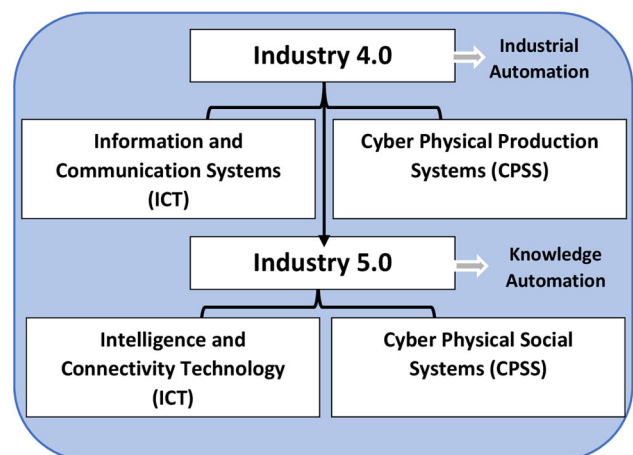 Industry 4.0
Industrial
Automation
Information and
Communication Systems
(ICT)
Cyber Physical Production
Systems (CPSS)
Industry 5.0
Knowledge
Automation
Intelligence and
Connectivity Technology
(ICT)
Cyber Physical Social
Systems (CPSS)